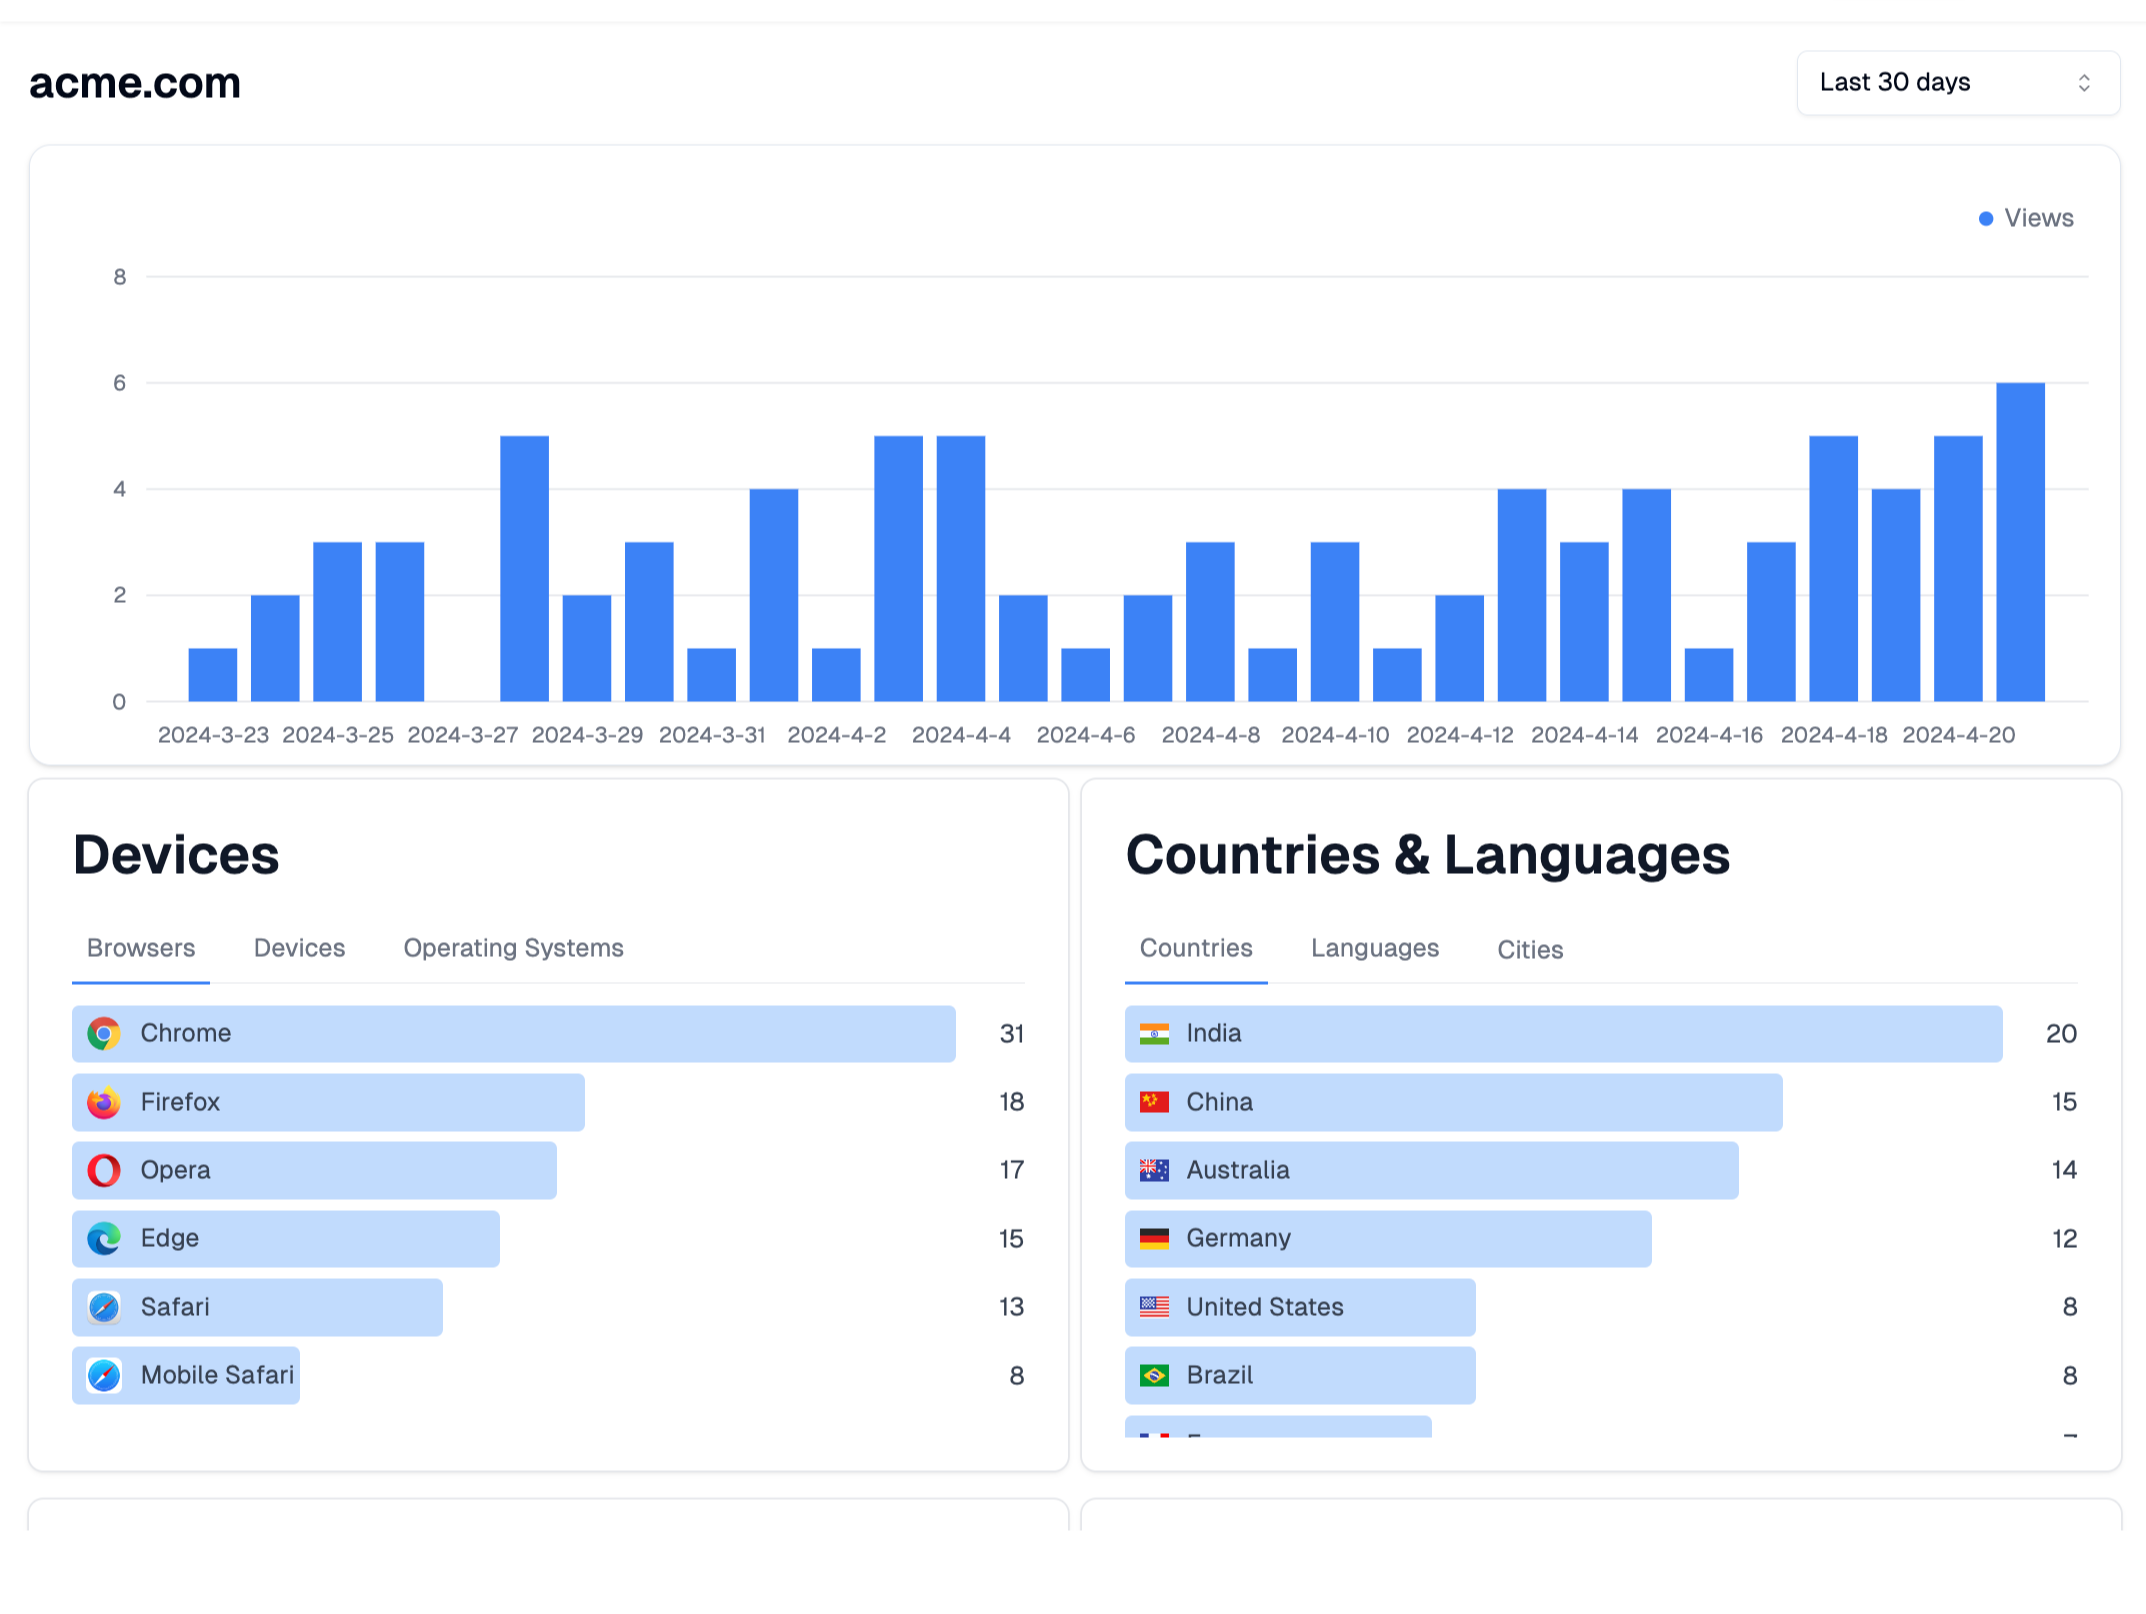 acme.com
Last 30 days
Views
8
6
4
2
0
2024-3-23 2024-3-25 2024-3-27 2024-3-29 2024-3-31 2024-4-2 2024-4-4 2024-4-6 2024-4-8 2024-4-10 2024-4-12 2024-4-14 2024-4-16 2024-4-18 2024-4-20
Devices
Browsers Devices Operating Systems
Chrome 31
Firefox 18
Opera 17
Edge 15
Safari 13
Mobile Safari 8
Countries & Languages
Countries Languages Cities
India 20
China 15
Australia 14
Germany 12
United States 8
Brazil 8